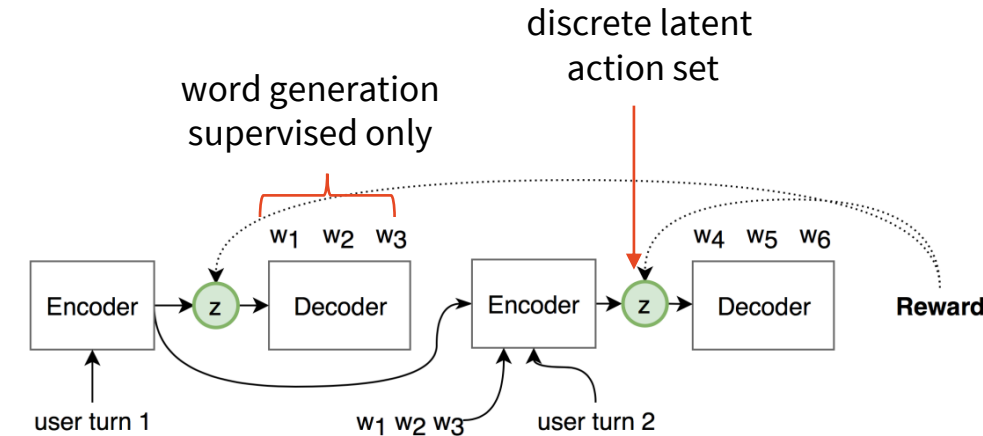 discrete latent
action set
word generation
supervised only
w1 w2 w3
w4 w5 w6
Encoder
z
Decoder
Encoder
z
Decoder
Reward
user turn 1
w1 w2 w3
user turn 2